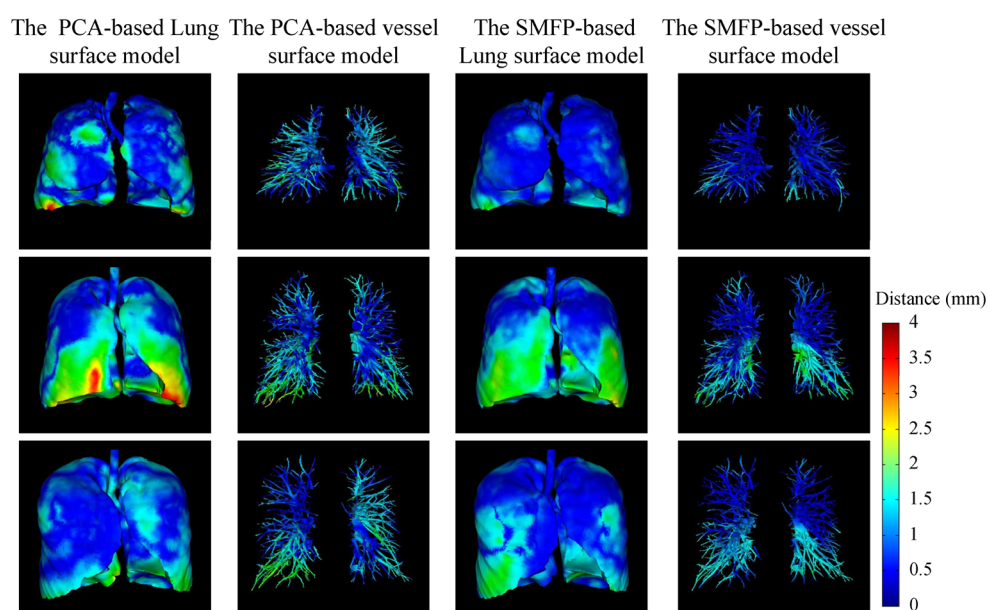 The PCA-based Lung
surface model
The PCA-based vessel
surface model
The SMFP-based
Lung surface model
The SMFP-based vessel
surface model
Distance (mm)
4
3.5
3
2.5
2
1.5
1
0.5
0